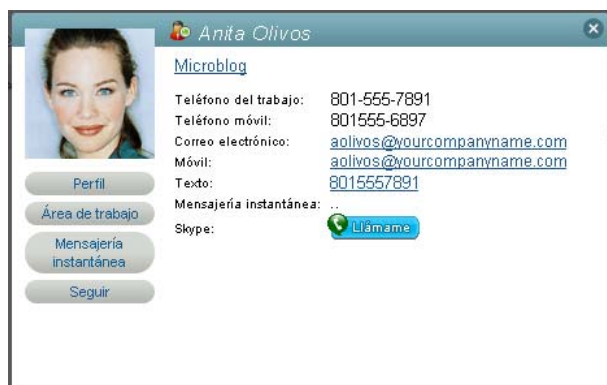 Anita Olivos
Microblog
Teléfono del trabajo: 801-555-7891
Teléfono móvil: 801555-6897
Correo electrónico: aolivos@yourcompanyname.com
Móvil: aolivos@yourcompanyname.com
Texto: 8015557891
Mensajería instantánea: ..
Skype: Llámame
Perfil
Área de trabajo
Mensajería
instantánea
Seguir